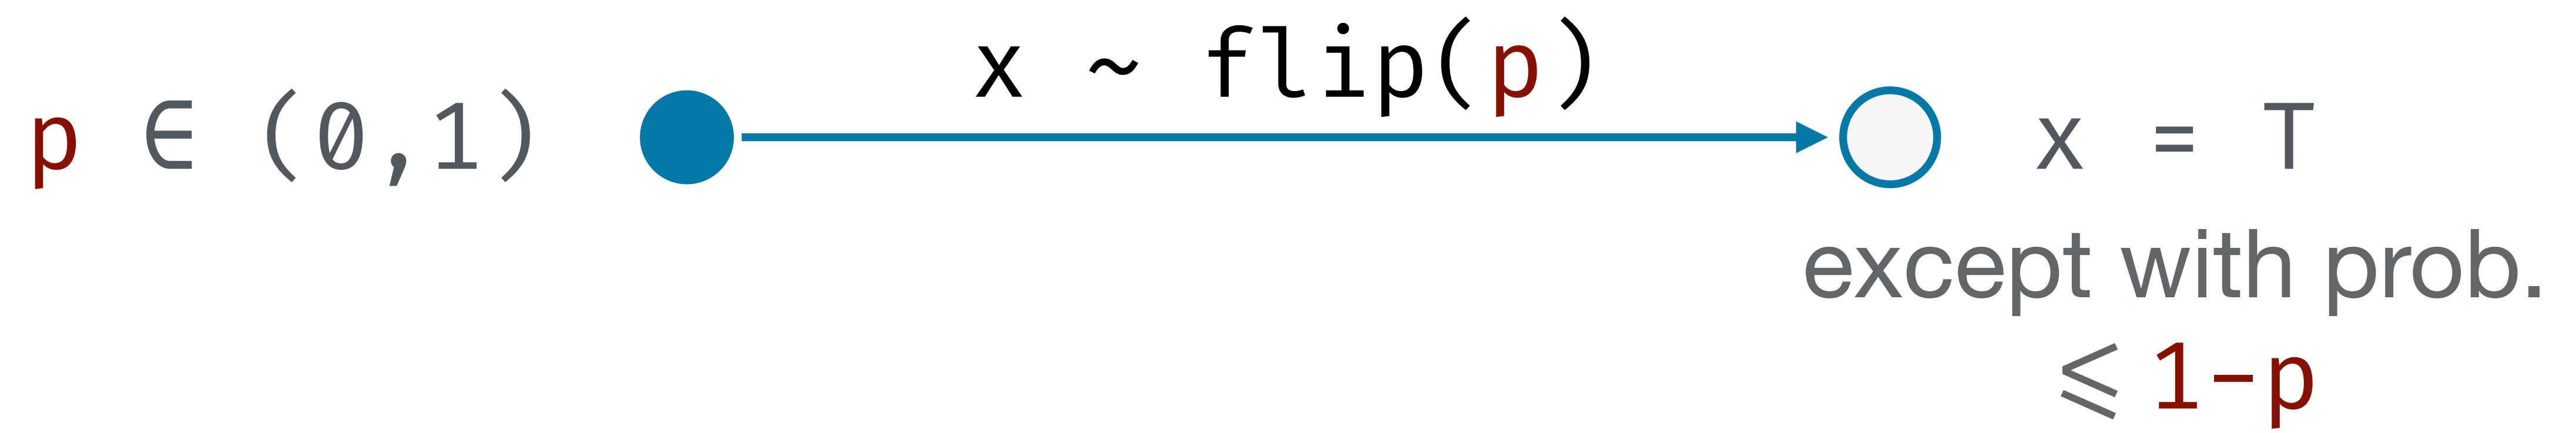 x ~ flip(p)
p ∈ (0,1)
x = T
except with prob.
⩽ 1-p